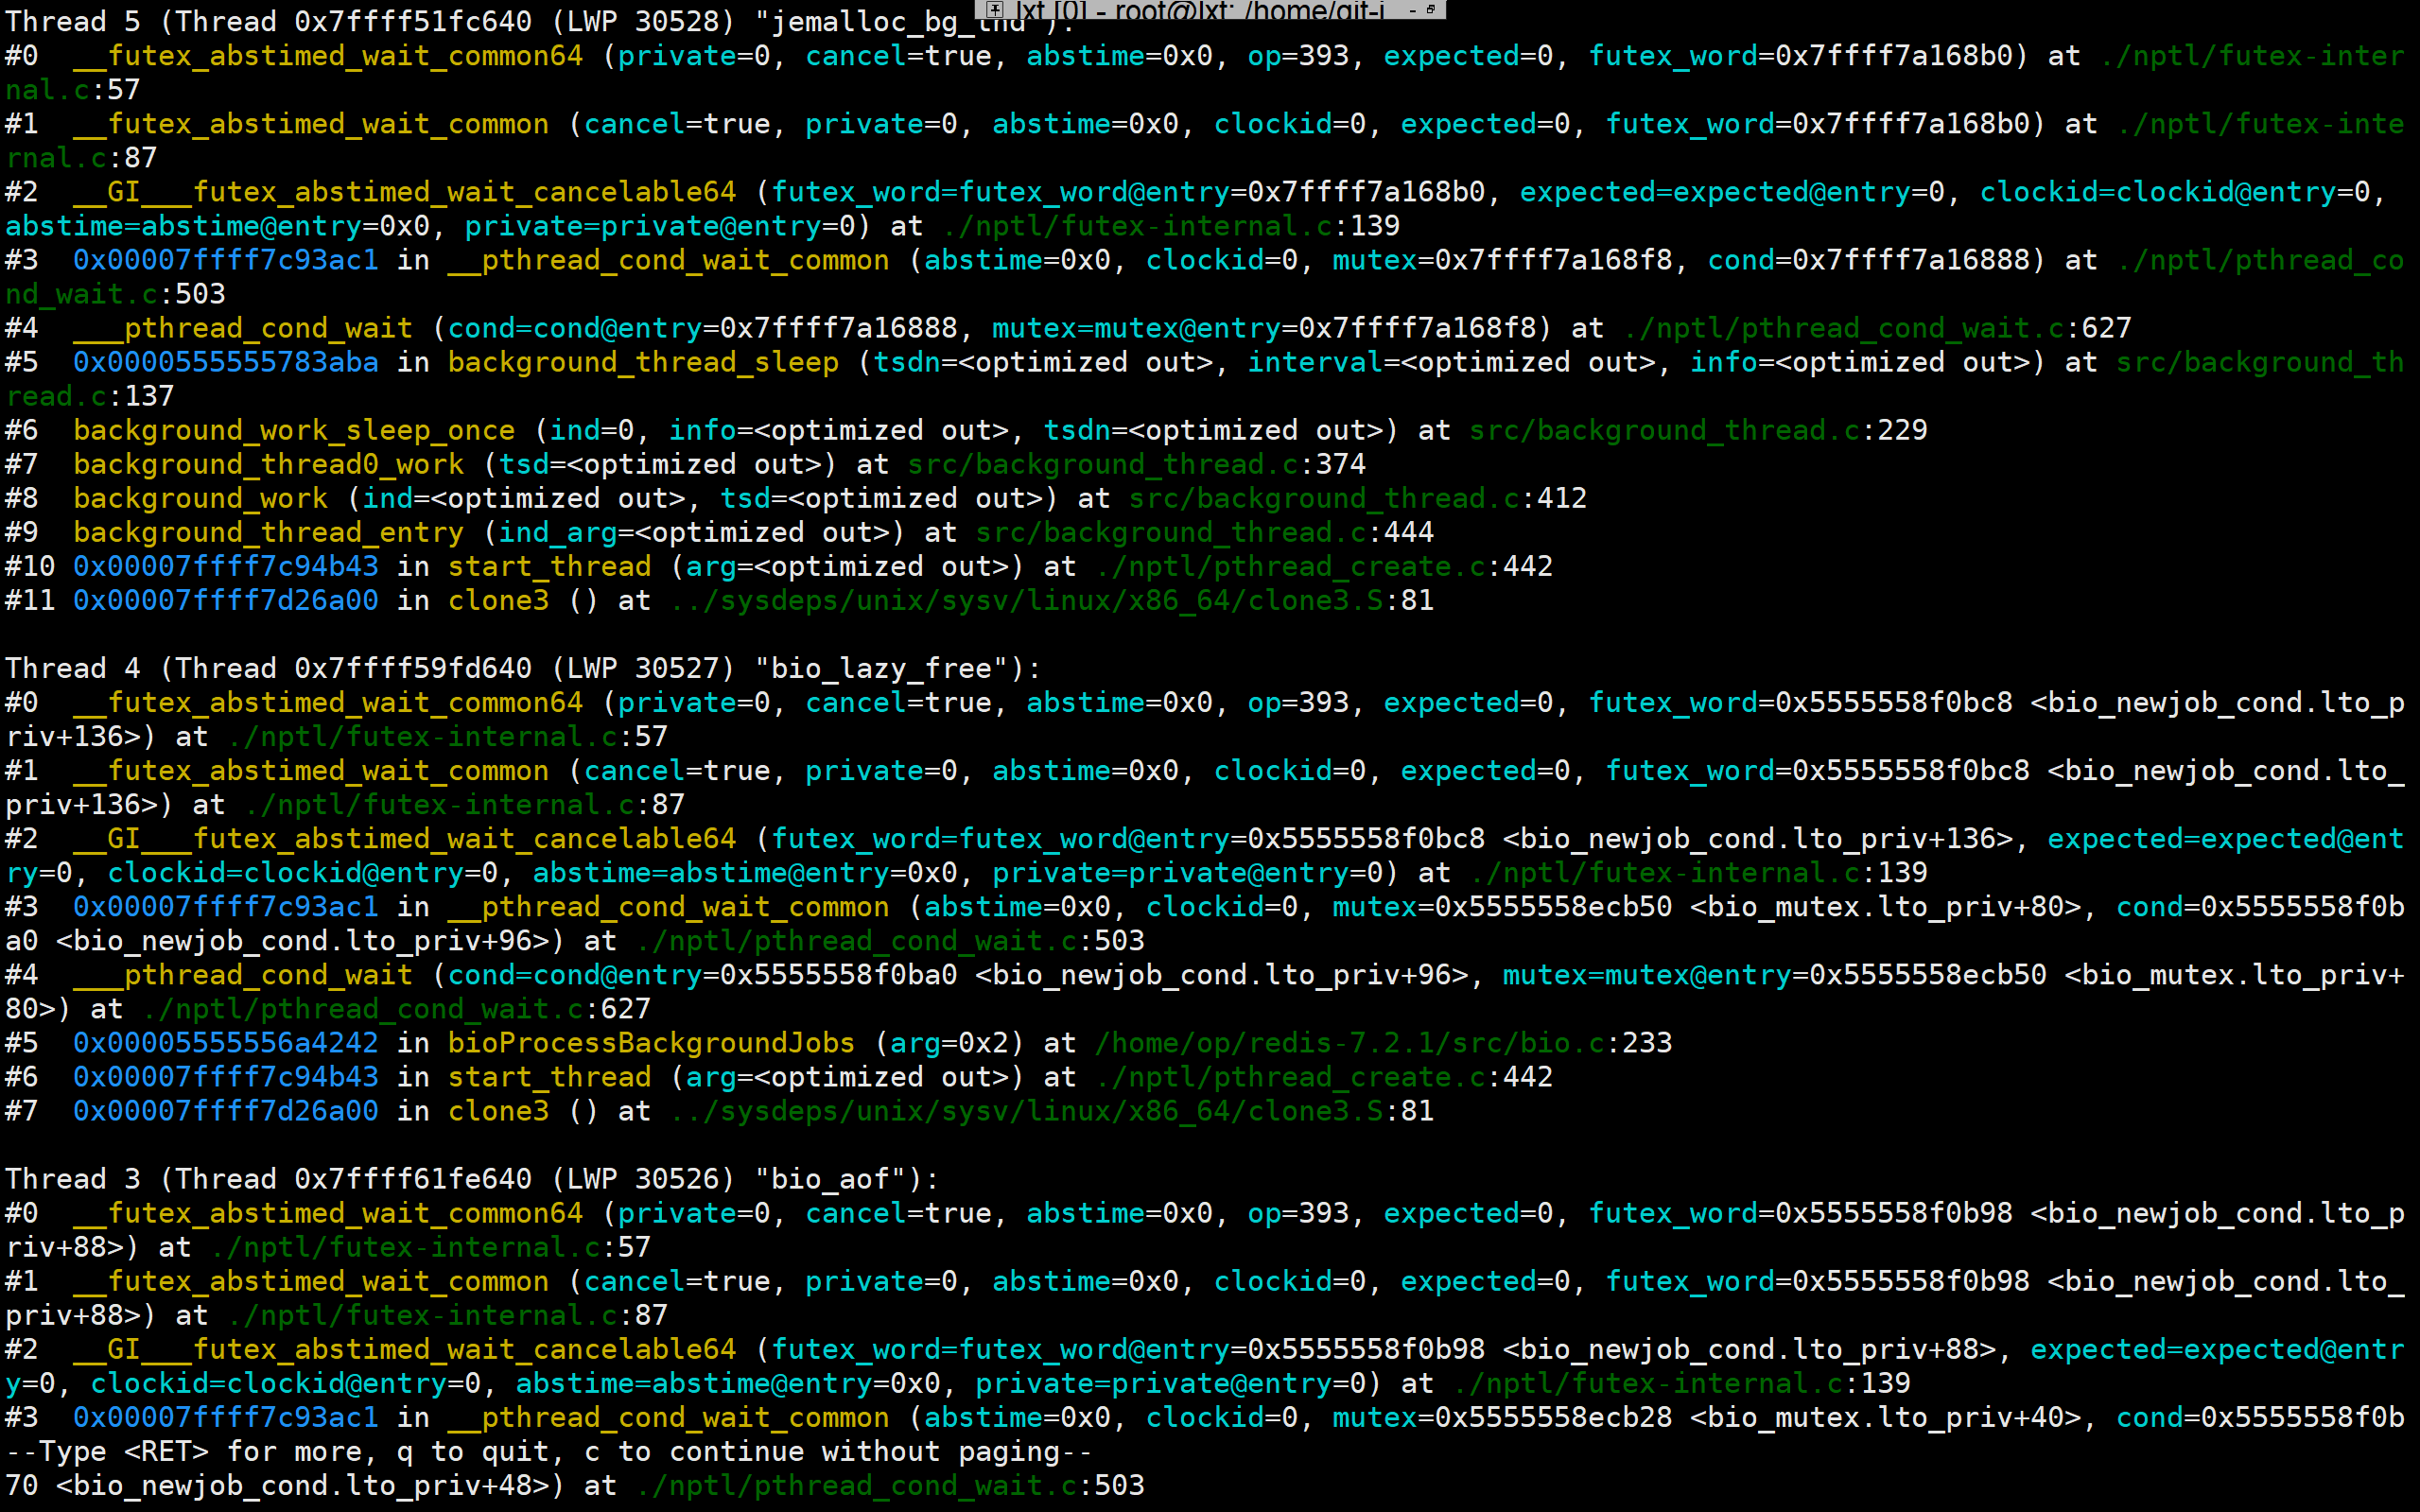 Thread 5 (Thread 0x7ffff51fc640 (LWP 30528) "jemalloc_bg_thd"):
lxt [0] - root@lxt: /home/git-i
#0  __futex_abstimed_wait_common64 (private=0, cancel=true, abstime=0x0, op=393, expected=0, futex_word=0x7ffff7a168b0) at ./nptl/futex-inter
nal.c:57
#1  __futex_abstimed_wait_common (cancel=true, private=0, abstime=0x0, clockid=0, expected=0, futex_word=0x7ffff7a168b0) at ./nptl/futex-inte
rnal.c:87
#2  __GI___futex_abstimed_wait_cancelable64 (futex_word=futex_word@entry=0x7ffff7a168b0, expected=expected@entry=0, clockid=clockid@entry=0,
abstime=abstime@entry=0x0, private=private@entry=0) at ./nptl/futex-internal.c:139
#3  0x00007ffff7c93ac1 in __pthread_cond_wait_common (abstime=0x0, clockid=0, mutex=0x7ffff7a168f8, cond=0x7ffff7a16888) at ./nptl/pthread_co
nd_wait.c:503
#4  ___pthread_cond_wait (cond=cond@entry=0x7ffff7a16888, mutex=mutex@entry=0x7ffff7a168f8) at ./nptl/pthread_cond_wait.c:627
#5  0x0000555555783aba in background_thread_sleep (tsdn=<optimized out>, interval=<optimized out>, info=<optimized out>) at src/background_th
read.c:137
#6  background_work_sleep_once (ind=0, info=<optimized out>, tsdn=<optimized out>) at src/background_thread.c:229
#7  background_thread0_work (tsd=<optimized out>) at src/background_thread.c:374
#8  background_work (ind=<optimized out>, tsd=<optimized out>) at src/background_thread.c:412
#9  background_thread_entry (ind_arg=<optimized out>) at src/background_thread.c:444
#10 0x00007ffff7c94b43 in start_thread (arg=<optimized out>) at ./nptl/pthread_create.c:442
#11 0x00007ffff7d26a00 in clone3 () at ../sysdeps/unix/sysv/linux/x86_64/clone3.S:81
Thread 4 (Thread 0x7ffff59fd640 (LWP 30527) "bio_lazy_free"):
#0  __futex_abstimed_wait_common64 (private=0, cancel=true, abstime=0x0, op=393, expected=0, futex_word=0x5555558f0bc8 <bio_newjob_cond.lto_p
riv+136>) at ./nptl/futex-internal.c:57
#1  __futex_abstimed_wait_common (cancel=true, private=0, abstime=0x0, clockid=0, expected=0, futex_word=0x5555558f0bc8 <bio_newjob_cond.lto_
priv+136>) at ./nptl/futex-internal.c:87
#2  __GI___futex_abstimed_wait_cancelable64 (futex_word=futex_word@entry=0x5555558f0bc8 <bio_newjob_cond.lto_priv+136>, expected=expected@ent
ry=0, clockid=clockid@entry=0, abstime=abstime@entry=0x0, private=private@entry=0) at ./nptl/futex-internal.c:139
#3  0x00007ffff7c93ac1 in __pthread_cond_wait_common (abstime=0x0, clockid=0, mutex=0x5555558ecb50 <bio_mutex.lto_priv+80>, cond=0x5555558f0b
a0 <bio_newjob_cond.lto_priv+96>) at ./nptl/pthread_cond_wait.c:503
#4  ___pthread_cond_wait (cond=cond@entry=0x5555558f0ba0 <bio_newjob_cond.lto_priv+96>, mutex=mutex@entry=0x5555558ecb50 <bio_mutex.lto_priv+
80>) at ./nptl/pthread_cond_wait.c:627
#5  0x00005555556a4242 in bioProcessBackgroundJobs (arg=0x2) at /home/op/redis-7.2.1/src/bio.c:233
#6  0x00007ffff7c94b43 in start_thread (arg=<optimized out>) at ./nptl/pthread_create.c:442
#7  0x00007ffff7d26a00 in clone3 () at ../sysdeps/unix/sysv/linux/x86_64/clone3.S:81
Thread 3 (Thread 0x7ffff61fe640 (LWP 30526) "bio_aof"):
#0  __futex_abstimed_wait_common64 (private=0, cancel=true, abstime=0x0, op=393, expected=0, futex_word=0x5555558f0b98 <bio_newjob_cond.lto_p
riv+88>) at ./nptl/futex-internal.c:57
#1  __futex_abstimed_wait_common (cancel=true, private=0, abstime=0x0, clockid=0, expected=0, futex_word=0x5555558f0b98 <bio_newjob_cond.lto_
priv+88>) at ./nptl/futex-internal.c:87
#2  __GI___futex_abstimed_wait_cancelable64 (futex_word=futex_word@entry=0x5555558f0b98 <bio_newjob_cond.lto_priv+88>, expected=expected@entr
y=0, clockid=clockid@entry=0, abstime=abstime@entry=0x0, private=private@entry=0) at ./nptl/futex-internal.c:139
#3  0x00007ffff7c93ac1 in __pthread_cond_wait_common (abstime=0x0, clockid=0, mutex=0x5555558ecb28 <bio_mutex.lto_priv+40>, cond=0x5555558f0b
--Type <RET> for more, q to quit, c to continue without paging--
70 <bio_newjob_cond.lto_priv+48>) at ./nptl/pthread_cond_wait.c:503